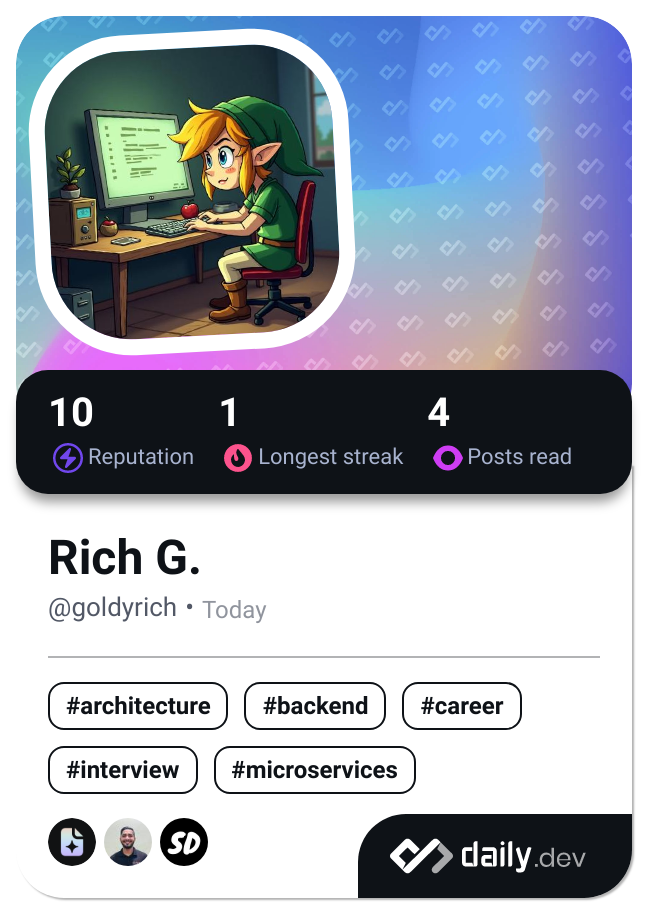 10 1 4
Reputation Longest streak Posts read
Rich G.
@goldyrich • Today
#architecture #backend #career
#interview #microservices
SD
daily.dev